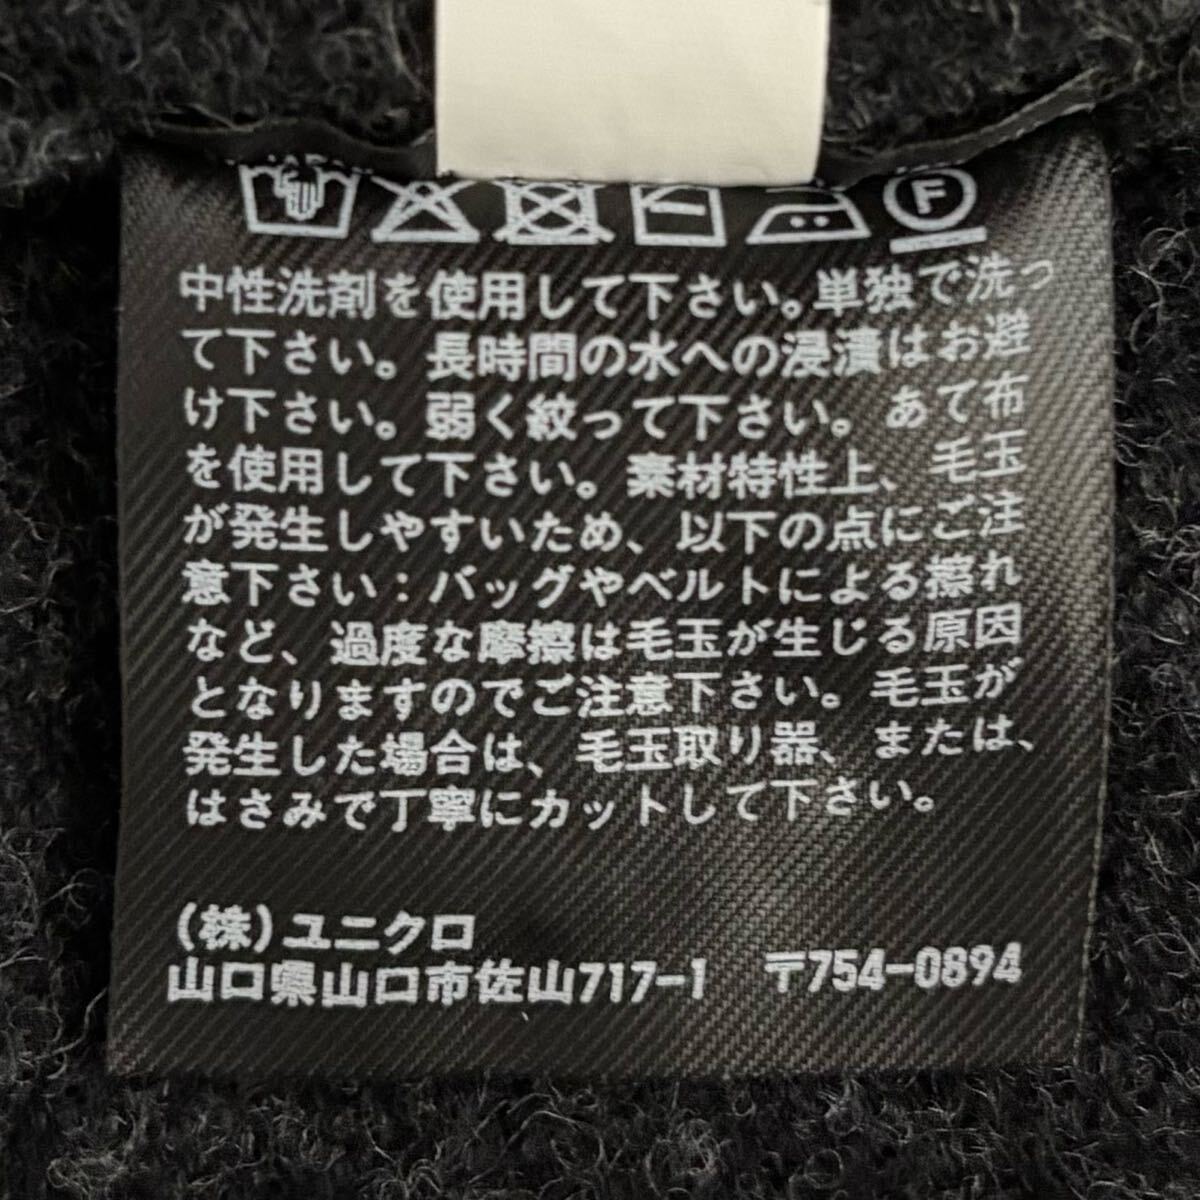 F
中性洗剤を使用して下さい。単独で洗っ
て下さい。長時間の水への浸漬はお避
け下さい。弱く絞って下さい。あて布
を使用して下さい。素材特性上、毛玉
が発生しやすいため、以下の点にご注
意下さい：バッグやベルトによる擦れ
など、過度な摩擦は毛玉が生じる原因
となりますのでご注意下さい。毛玉が
発生した場合は、毛玉取り器、または、
はさみで丁寧にカットして下さい。
(株)ユニクロ
山口県山口市佐山717-1 〒754-0894